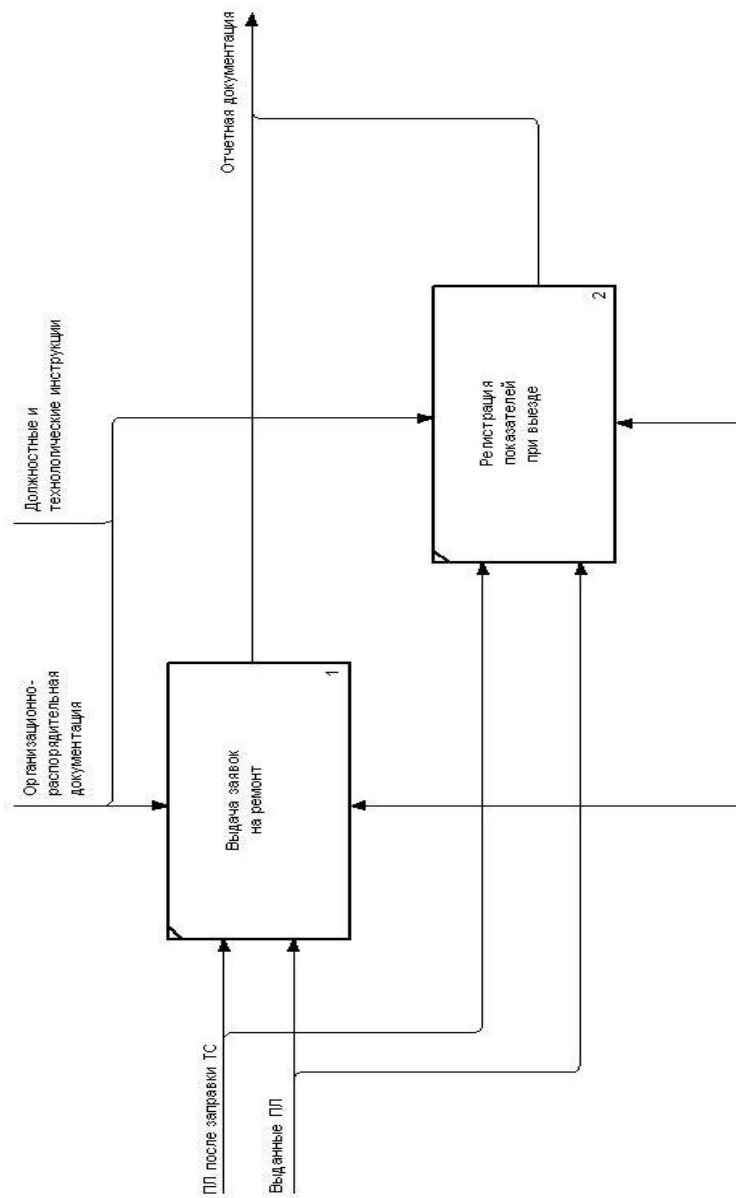 Организационно-
распорядительная
документация
Должностные и
технологические инструкции
Отчетная документация
Выдача заявок
на ремонт
1
ПЛ после заправки ТС
Выданные ПЛ
Регистрация
показателей
при выезде
2